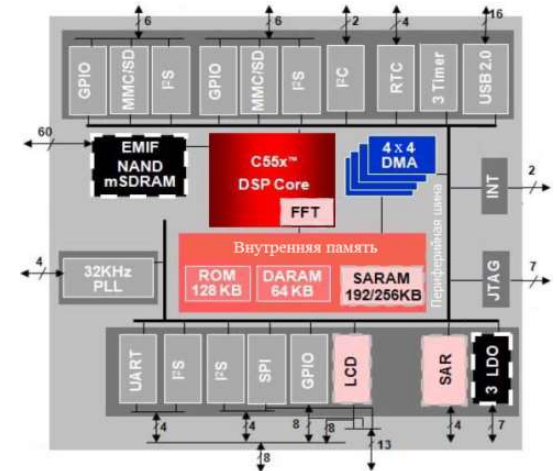 6
6
2
4
16
GPIO
MMC/SD
I²S
GPIO
MMC/SD
I²S
I²C
RTC
3 Timer
USB 2.0
60
EMIF
NAND
mSDRAM
C55x™
DSP Core
FFT
4 x 4
DMA
Периферийная шина
INT
2
4
32KHz
PLL
Внутренняя память
ROM
128 KB
DARAM
64 KB
SARAM
192/256KB
JTAG
7
UART
I²S
I²S
SPI
GPIO
LCD
SAR
3 LDO
4
4
8
8
13
4
7
8